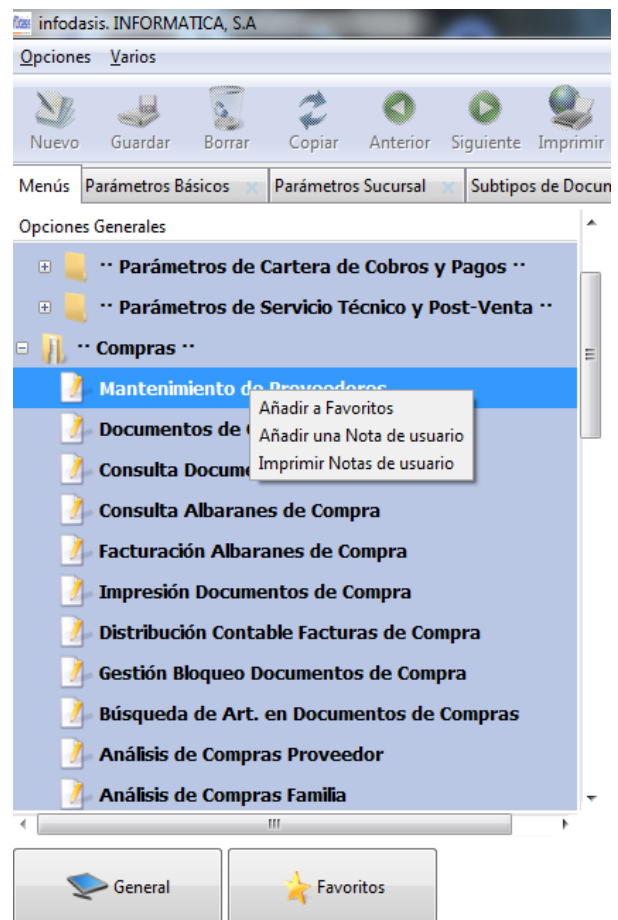 infodasis. INFORMATICA, S.A
Opciones Varios
Nuevo Guardar Borrar Copiar Anterior Siguiente Imprimir
Menús Parámetros Básicos Parámetros Sucursal Subtipos de Docun
Opciones Generales
·· Parámetros de Cartera de Cobros y Pagos ··
·· Parámetros de Servicio Técnico y Post-Venta ··
·· Compras ··
Mantenimiento de Proveedores
Añadir a Favoritos
Documentos de
Añadir una Nota de usuario
Consulta Docume
Imprimir Notas de usuario
Consulta Albaranes de Compra
Facturación Albaranes de Compra
Impresión Documentos de Compra
Distribución Contable Facturas de Compra
Gestión Bloqueo Documentos de Compra
Búsqueda de Art. en Documentos de Compras
Análisis de Compras Proveedor
Análisis de Compras Familia
General Favoritos